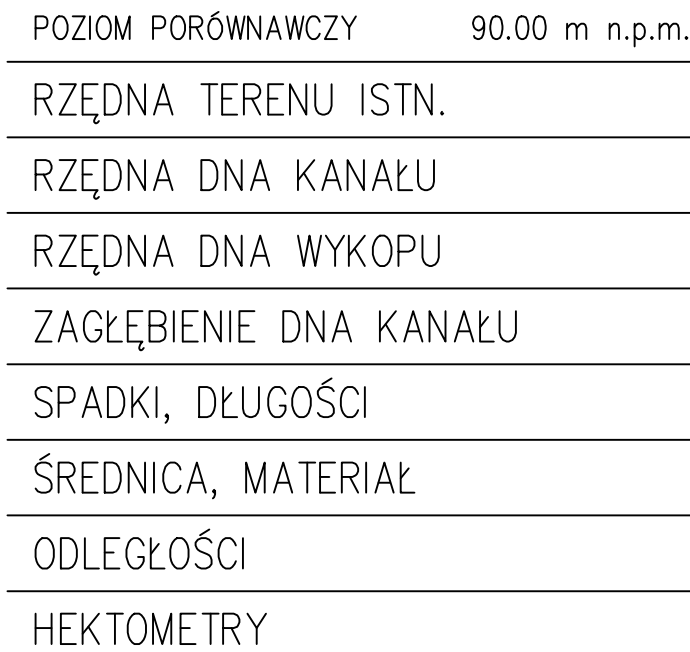 POZIOM PORÓWNAWCZY 90.00 m n.p.m.
RZĘDNA TERENU ISTN.
RZĘDNA DNA KANAŁU
RZĘDNA DNA WYKOPU
ZAGŁĘBIENIE DNA KANAŁU
SPADKI, DŁUGOŚCI
ŚREDNICA, MATERIAŁ
ODLEGŁOŚCI
HEKTOMETRY